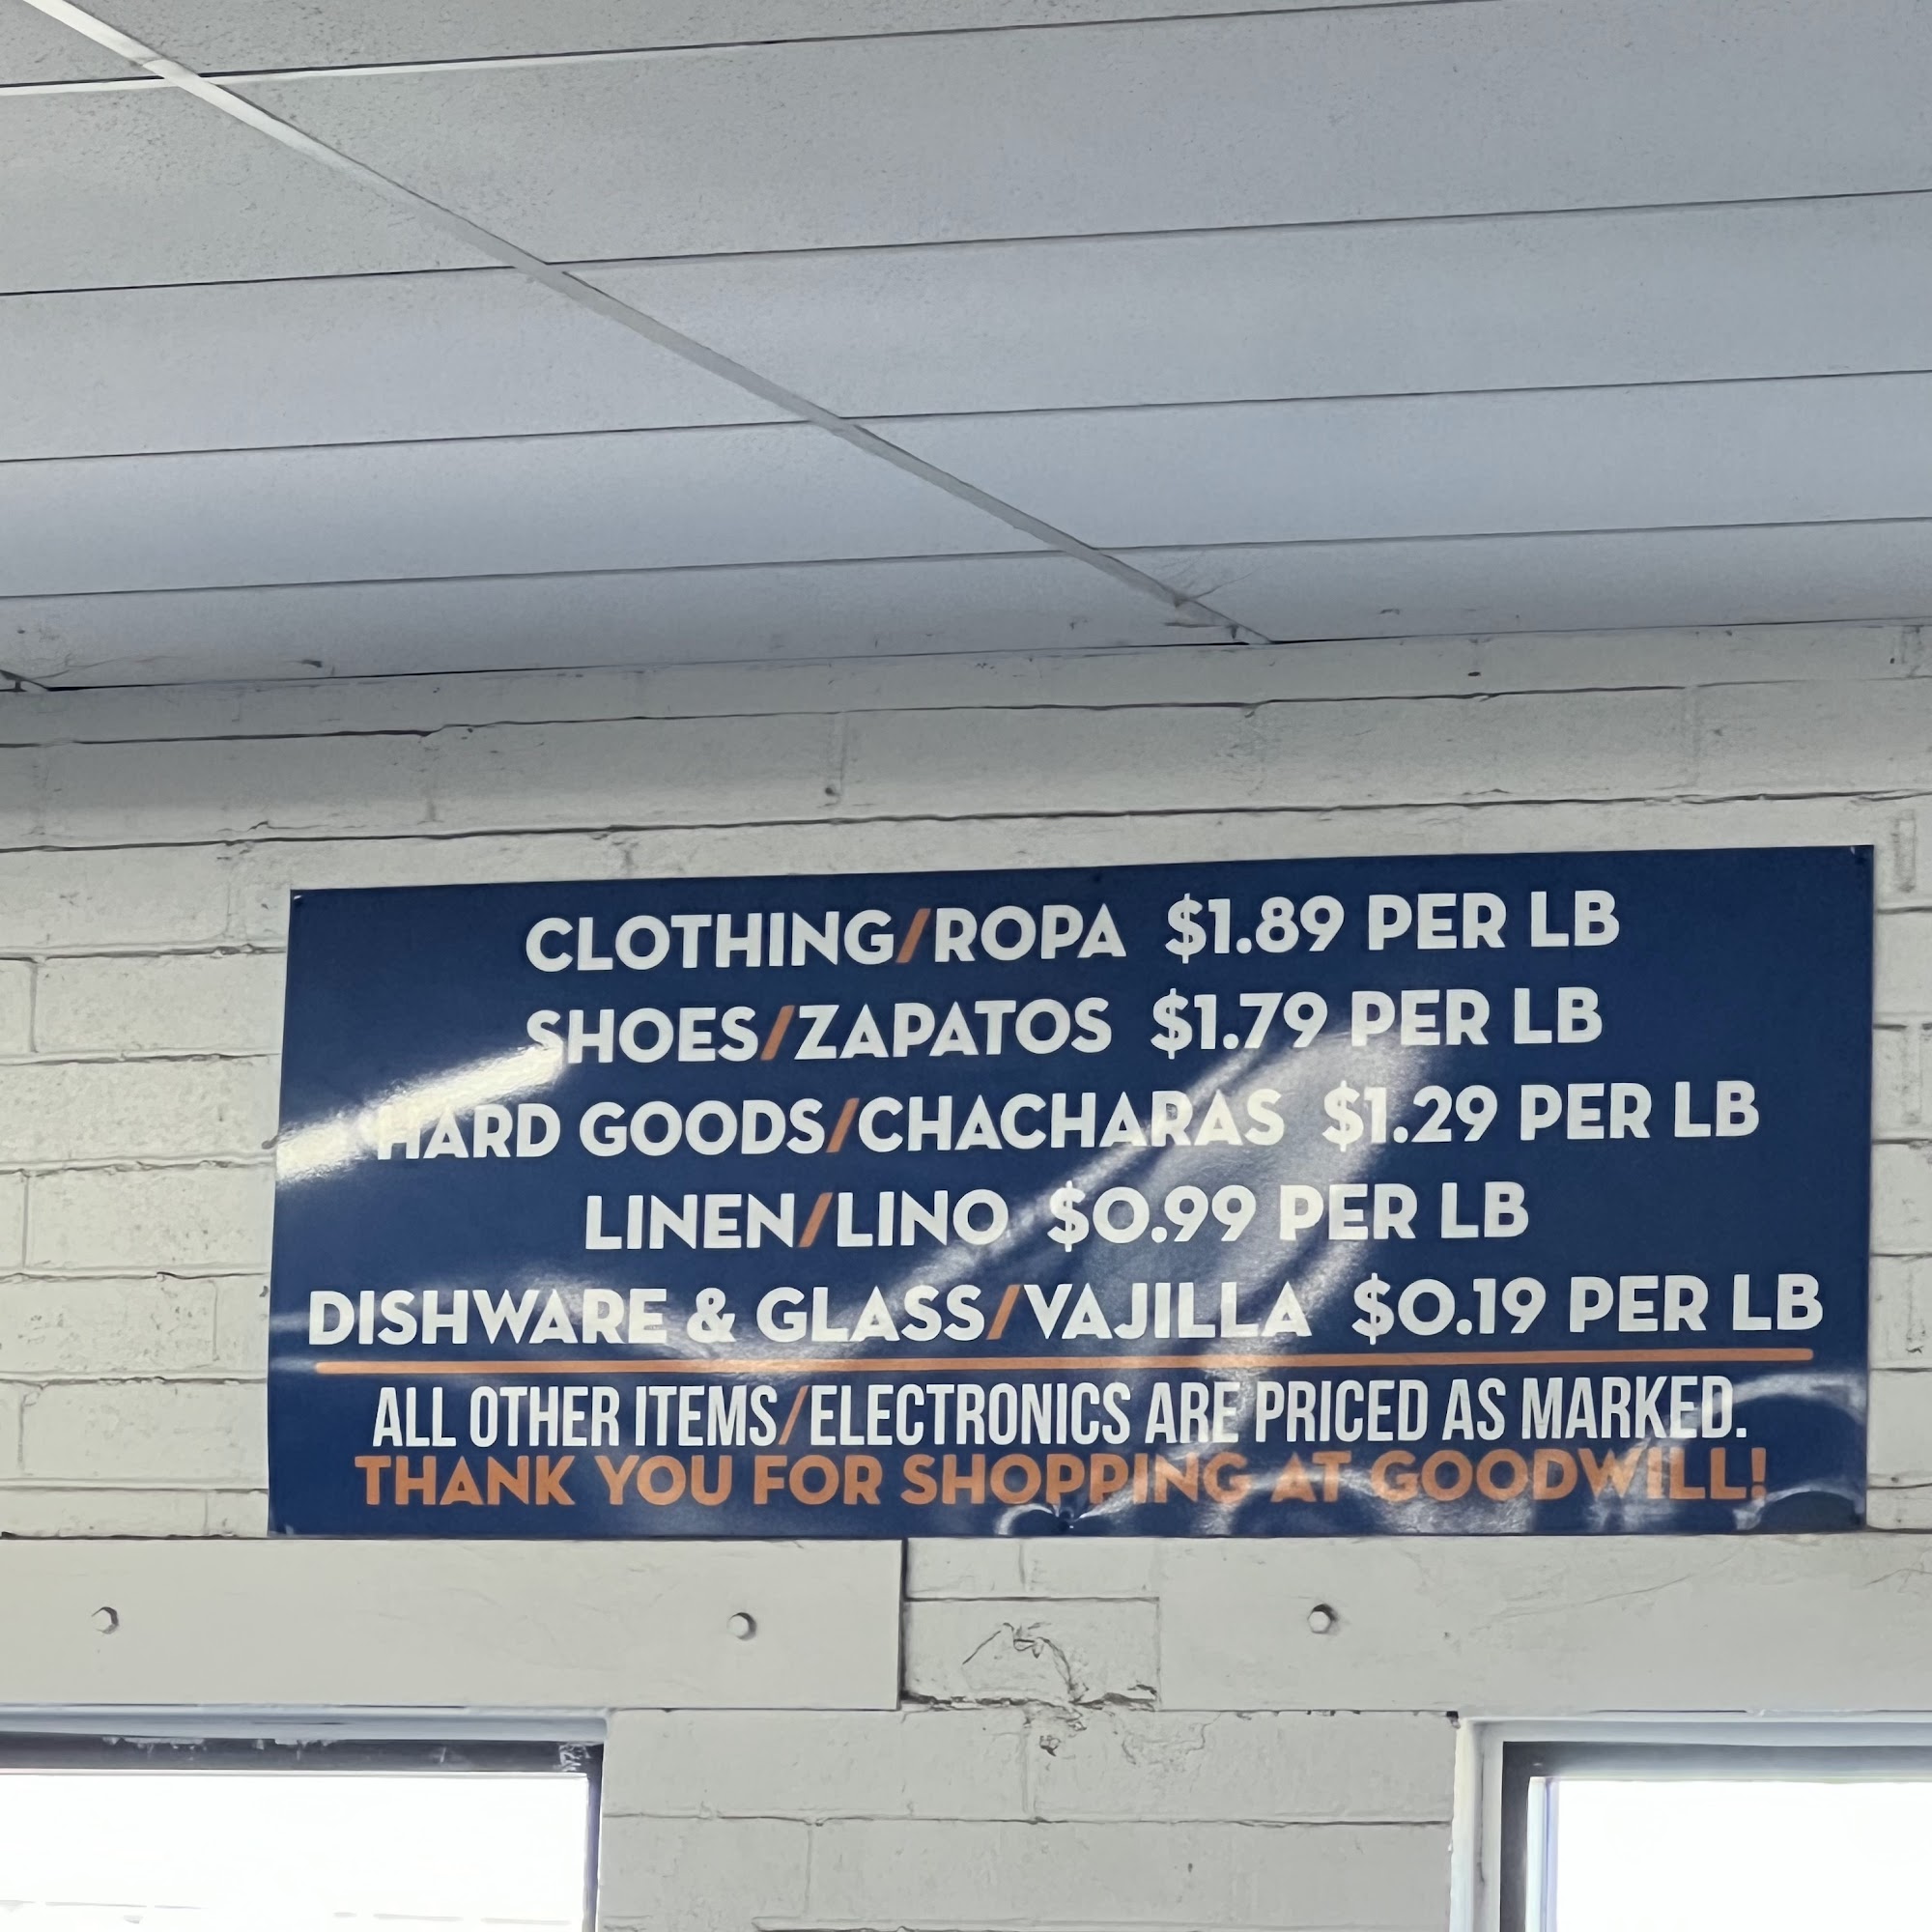 CLOTHING/ROPA $1.89 PER LB
SHOES/ZAPATOS $1.79 PER LB
HARD GOODS/CHACHARAS $1.29 PER LB
LINEN/LINO $0.99 PER LB
DISHWARE & GLASS/VAJILLA $0.19 PER LB
ALL OTHER ITEMS/ELECTRONICS ARE PRICED AS MARKED.
THANK YOU FOR SHOPPING AT GOODWILL!